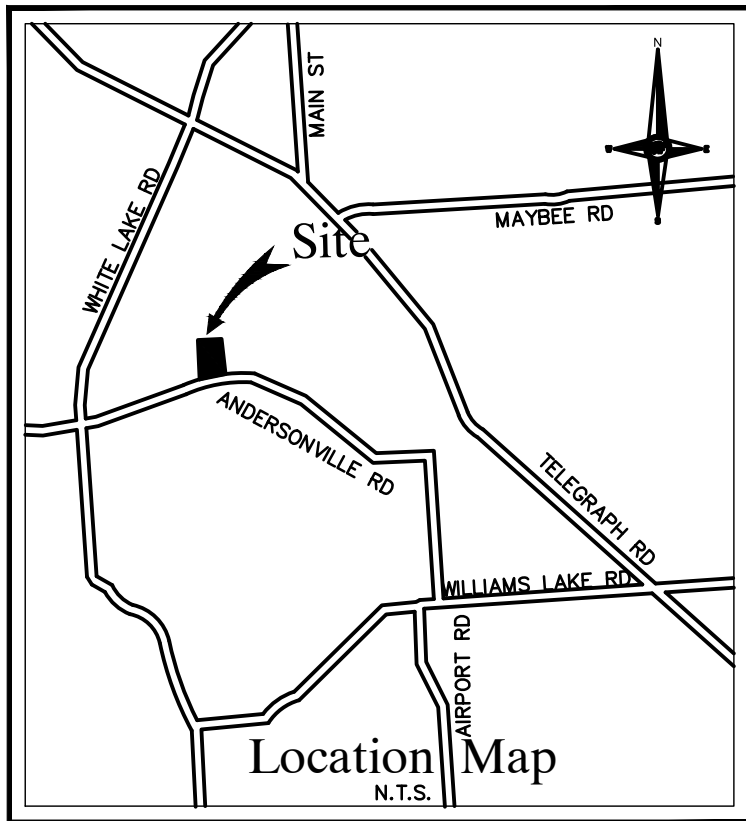 N
MAIN ST
MAYBEE RD
Site
WHITE LAKE RD
ANDERSONVILLE RD
TELEGRAPH RD
WILLIAMS LAKE RD
AIRPORT RD
Location Map
N.T.S.